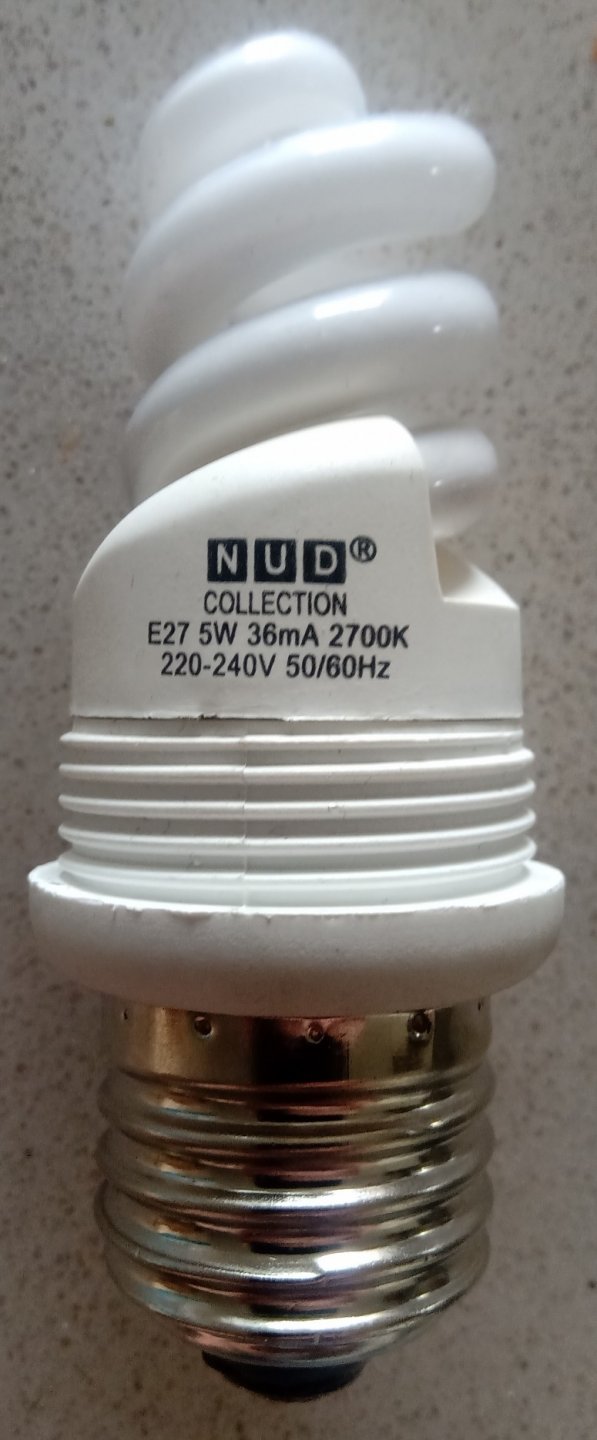 NUD®
COLLECTION
E27 5W 36mA 2700K
220-240V 50/60Hz